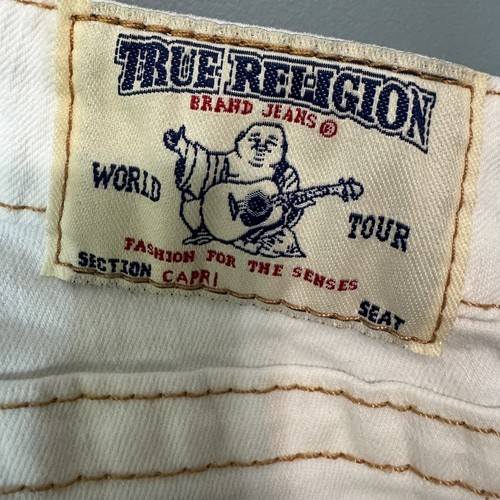 TRUE RELIGION
BRAND JEANS®
WORLD TOUR
FASHION FOR THE SENSES
SECTION CAPRI SEAT